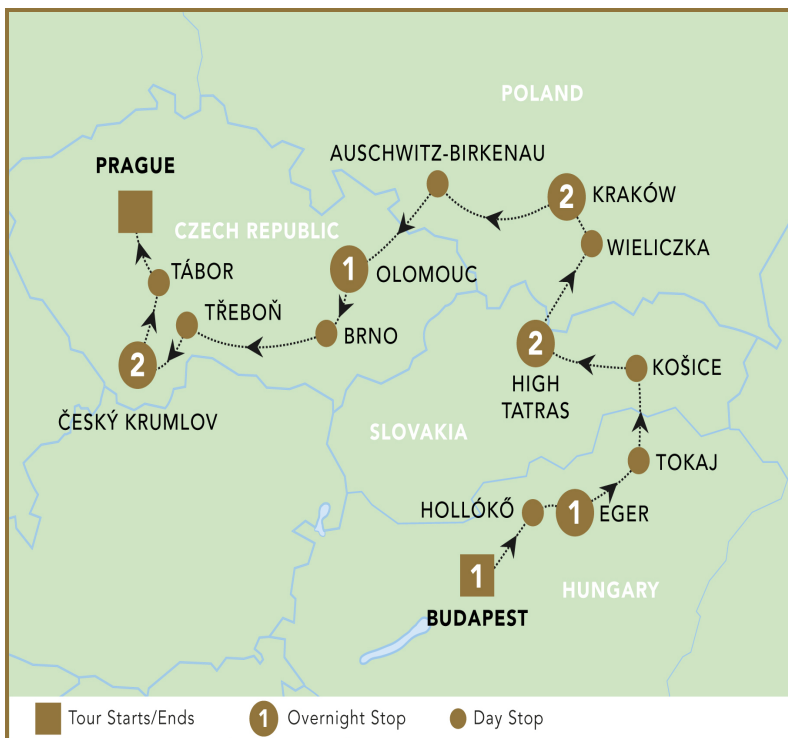 POLAND
AUSCHWITZ-BIRKENAU
PRAGUE
2
KRAKÓW
CZECH REPUBLIC
WIELICZKA
TÁBOR
1
OLOMOUC
TŘEBOŇ
BRNO
2
2
KOŠICE
HIGH
TATRAS
ČESKÝ KRUMLOV
SLOVAKIA
TOKAJ
HOLLÓKŐ
1
EGER
1
HUNGARY
BUDAPEST
Tour Starts/Ends
1
Overnight Stop
Day Stop